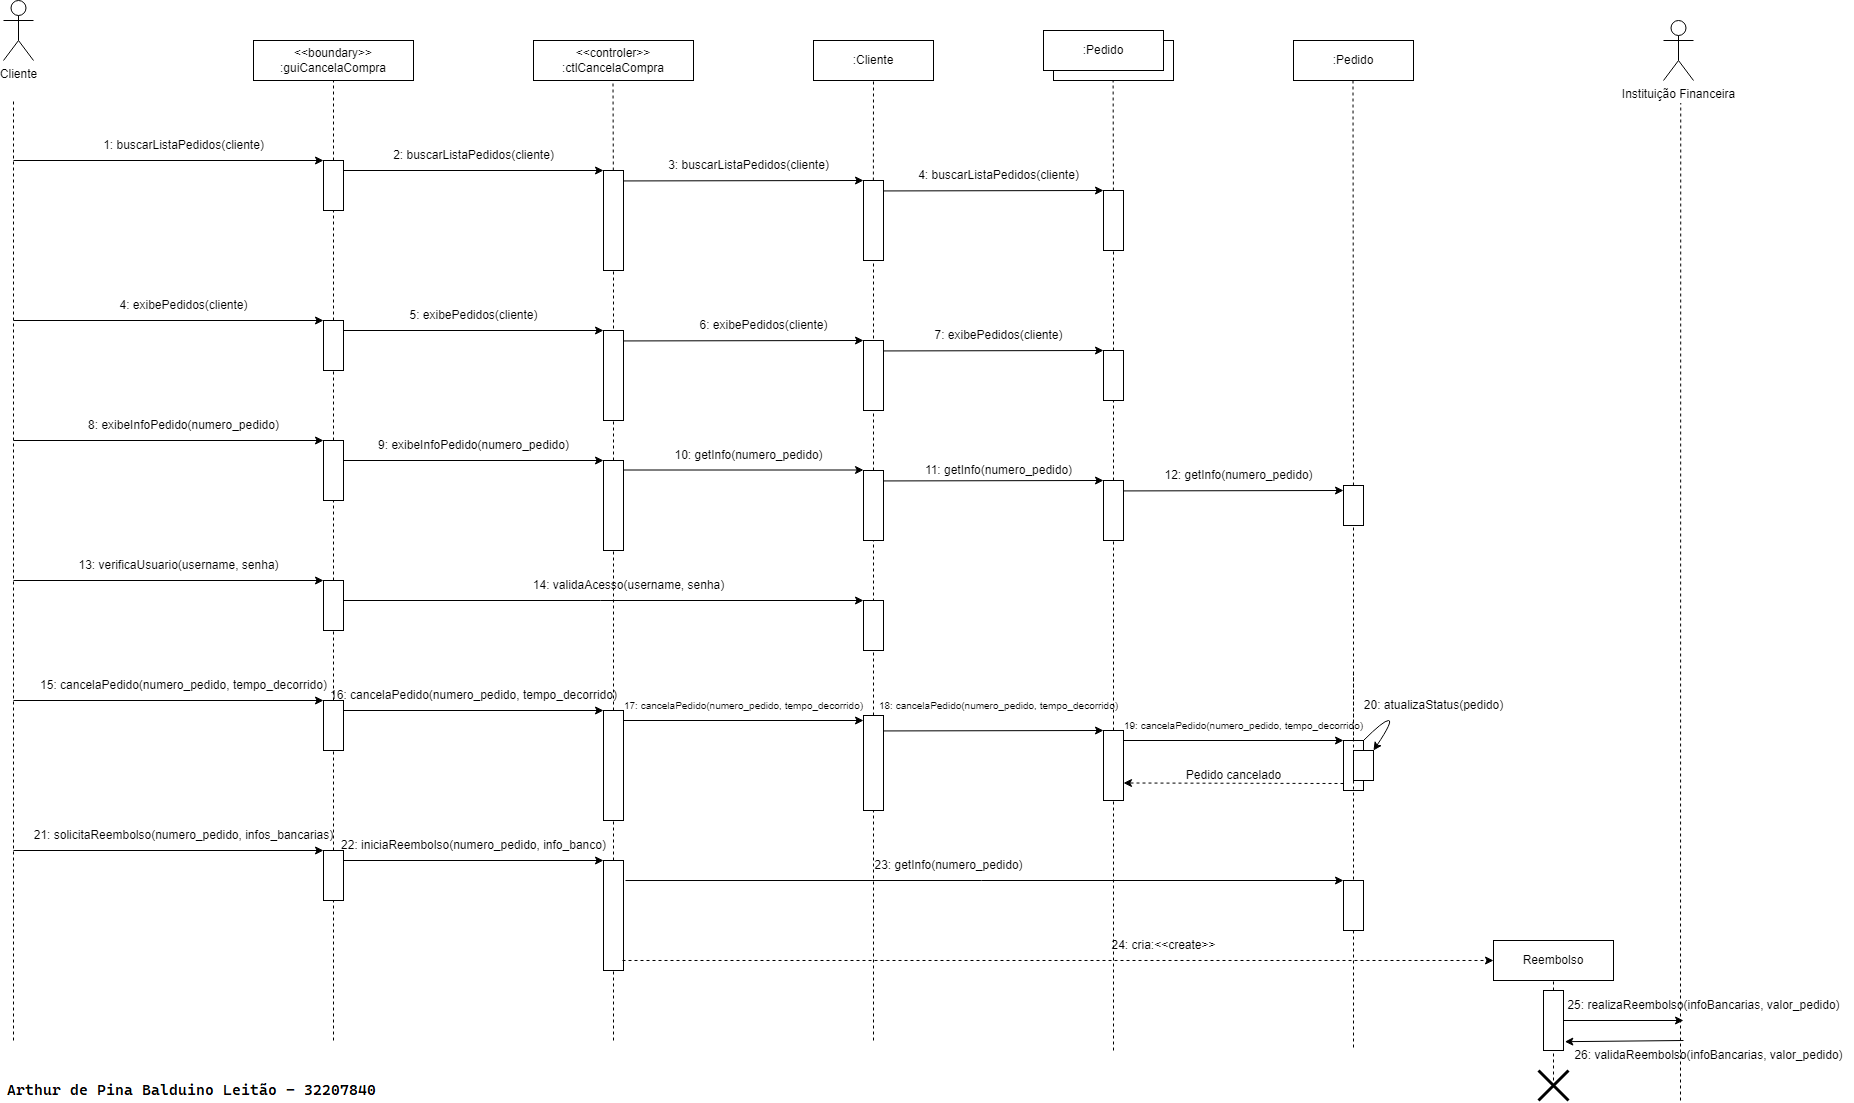 Cliente
<<boundary>>
:guiCancelaCompra
<<controler>>
:ctlCancelaCompra
:Cliente
:Pedido
:Pedido
Instituição Financeira
1: buscarListaPedidos(cliente)
2: buscarListaPedidos(cliente)
3: buscarListaPedidos(cliente)
4: buscarListaPedidos(cliente)
4: exibePedidos(cliente)
5: exibePedidos(cliente)
6: exibePedidos(cliente)
7: exibePedidos(cliente)
8: exibeInfoPedido(numero_pedido)
9: exibeInfoPedido(numero_pedido)
10: getInfo(numero_pedido)
11: getInfo(numero_pedido)
12: getInfo(numero_pedido)
13: verificaUsuario(username, senha)
14: validaAcesso(username, senha)
15: cancelaPedido(numero_pedido, tempo_decorrido)
16: cancelaPedido(numero_pedido, tempo_decorrido)
17: cancelaPedido(numero_pedido, tempo_decorrido)
18: cancelaPedido(numero_pedido, tempo_decorrido)
19: cancelaPedido(numero_pedido, tempo_decorrido)
20: atualizaStatus(pedido)
Pedido cancelado
21: solicitaReembolso(numero_pedido, infos_bancarias)
22: iniciaReembolso(numero_pedido, info_banco)
23: getInfo(numero_pedido)
24: cria:<<create>>
Reembolso
25: realizaReembolso(infoBancarias, valor_pedido)
26: validaReembolso(infoBancarias, valor_pedido)
Arthur de Pina Balduino Leitão - 32207840